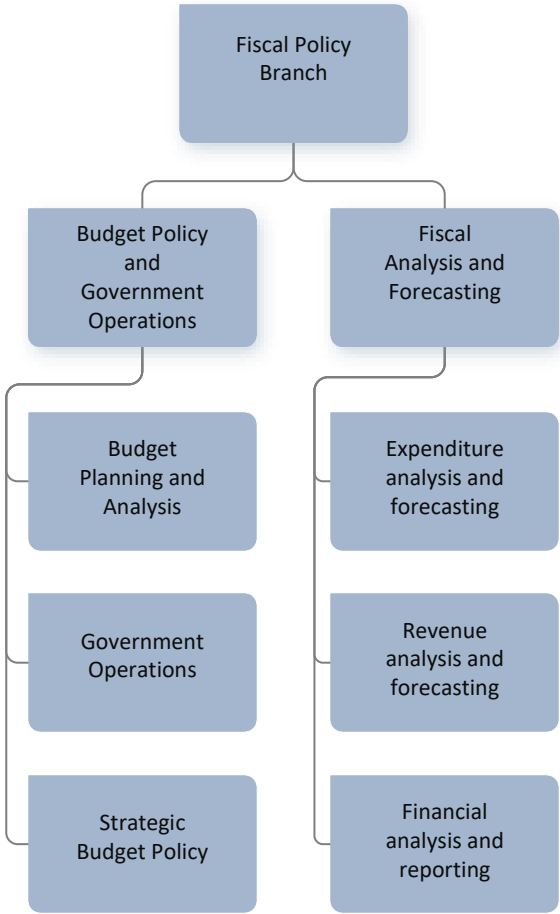 Fiscal Policy
Branch
Budget Policy
and
Government
Operations
Fiscal
Analysis and
Forecasting
Budget
Planning and
Analysis
Expenditure
analysis and
forecasting
Government
Operations
Revenue
analysis and
forecasting
Strategic
Budget Policy
Financial
analysis and
reporting